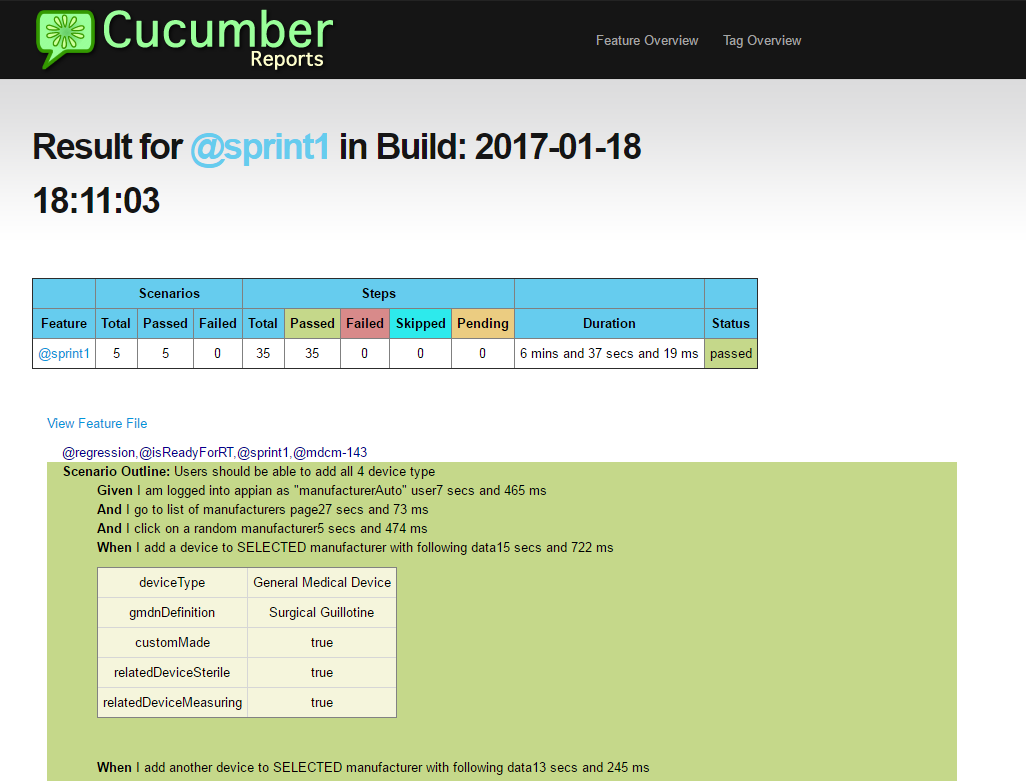 Cucumber
Reports
Feature Overview Tag Overview
Result for @sprint1 in Build: 2017-01-18
18:11:03
Scenarios Steps
Feature Total Passed Failed Total Passed Failed Skipped Pending Duration Status
@sprint1 5 5 0 35 35 0 0 0 6 mins and 37 secs and 19 ms passed
View Feature File
@regression,@isReadyForRT,@sprint1,@mdcm-143
Scenario Outline: Users should be able to add all 4 device type
Given I am logged into appian as "manufacturerAuto" user7 secs and 465 ms
And I go to list of manufacturers page27 secs and 73 ms
And I click on a random manufacturer5 secs and 474 ms
When I add a device to SELECTED manufacturer with following data15 secs and 722 ms
deviceType General Medical Device
gmdnDefinition Surgical Guillotine
customMade true
relatedDeviceSterile true
relatedDeviceMeasuring true
When I add another device to SELECTED manufacturer with following data13 secs and 245 ms